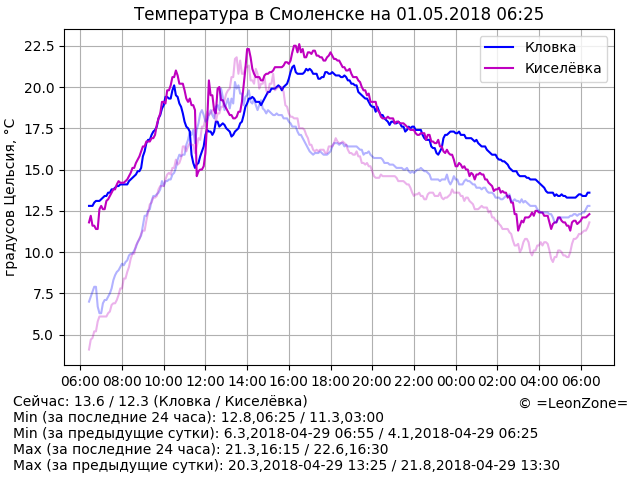 Температура в Смоленске на 01.05.2018 06:25
градусов Цельсия, °C
22.5
20.0
17.5
15.0
12.5
10.0
7.5
5.0
Кловка
Киселёвка
06:00 08:00 10:00 12:00 14:00 16:00 18:00 20:00 22:00 00:00 02:00 04:00 06:00
Сейчас: 13.6 / 12.3 (Кловка / Киселёвка)
© =LeonZone=
Min (за последние 24 часа): 12.8,06:25 / 11.3,03:00
Min (за предыдущие сутки): 6.3,2018-04-29 06:55 / 4.1,2018-04-29 06:25
Max (за последние 24 часа): 21.3,16:15 / 22.6,16:30
Max (за предыдущие сутки): 20.3,2018-04-29 13:25 / 21.8,2018-04-29 13:30